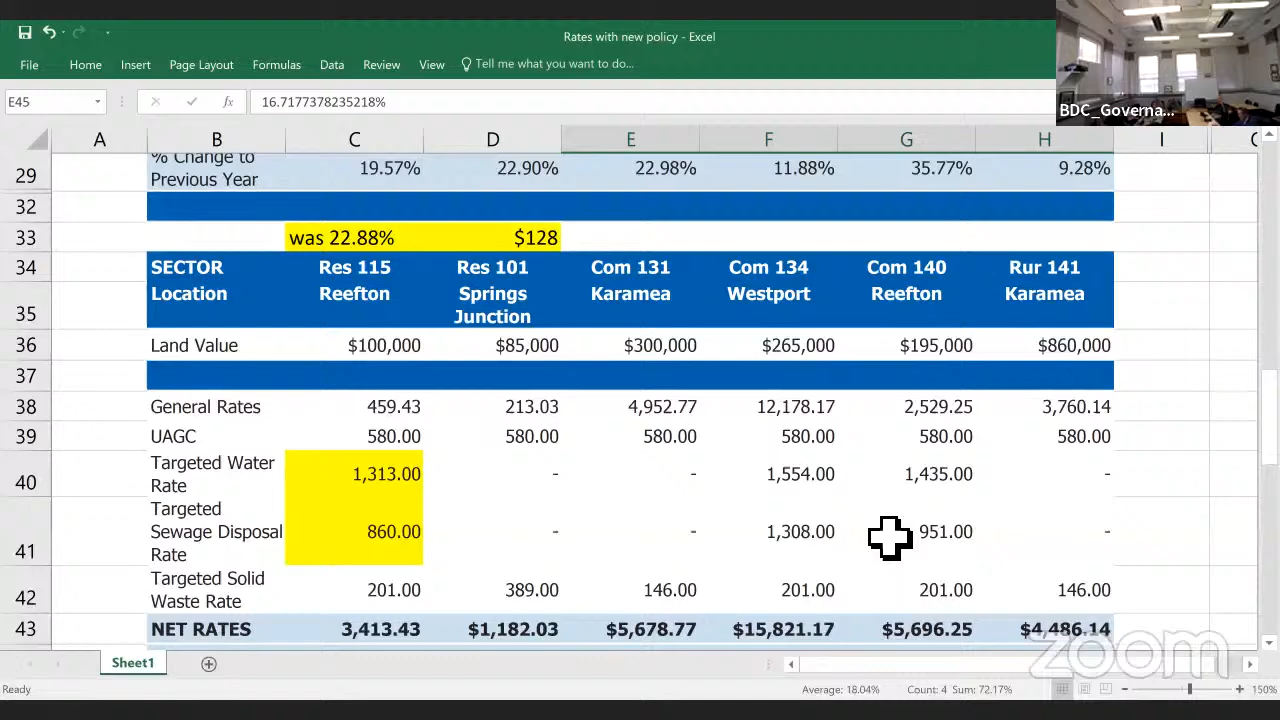 Rates with new policy - Excel
File Home Insert Page Layout Formulas Data Review View Tell me what you want to do...
BDC_Governa...
E45 fx 16.7177378235218%
A B C D E F G H I
29 % Change to Previous Year 19.57% 22.90% 22.98% 11.88% 35.77% 9.28%
32
33 was 22.88% $128
34 SECTOR Res 115 Res 101 Com 131 Com 134 Com 140 Rur 141
35 Location Reefton Springs Junction Karamea Westport Reefton Karamea
36 Land Value $100,000 $85,000 $300,000 $265,000 $195,000 $860,000
37
38 General Rates 459.43 213.03 4,952.77 12,178.17 2,529.25 3,760.14
39 UAGC 580.00 580.00 580.00 580.00 580.00 580.00
40 Targeted Water Rate 1,313.00 - - 1,554.00 1,435.00 -
41 Targeted Sewage Disposal Rate 860.00 - - 1,308.00 951.00 -
42 Targeted Solid Waste Rate 201.00 389.00 146.00 201.00 201.00 146.00
43 NET RATES 3,413.43 $1,182.03 $5,678.77 $15,821.17 $5,696.25 $4,486.14
Sheet1
zoom
Ready Average: 18.04% Count: 4 Sum: 72.17% 150%